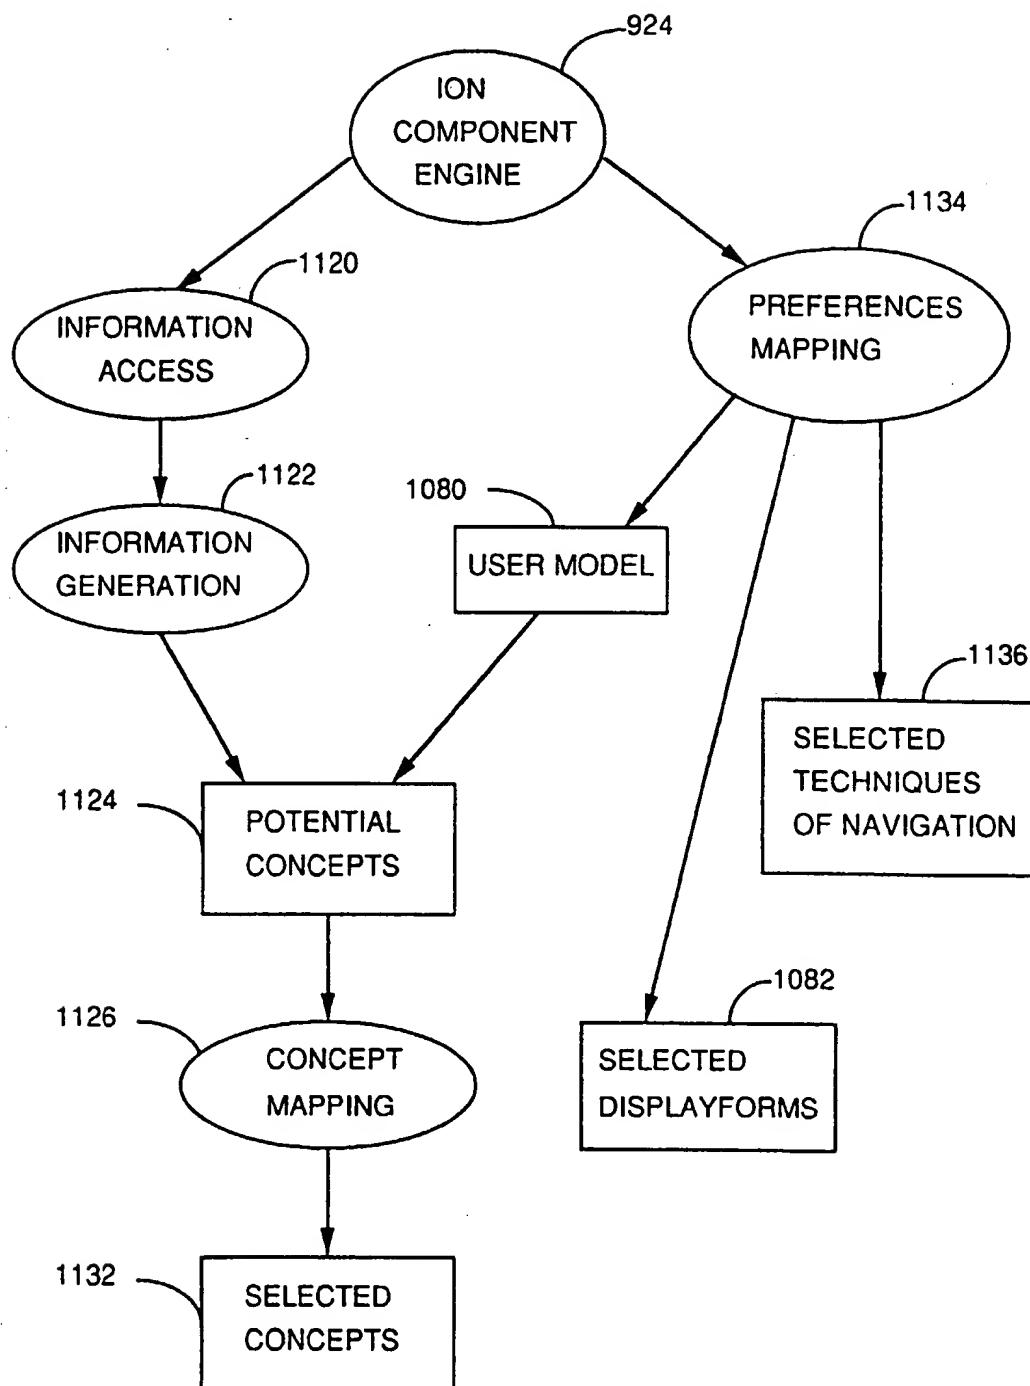 924
ION
COMPONENT
ENGINE
1134
PREFERENCES
MAPPING
1120
INFORMATION
ACCESS
1122
INFORMATION
GENERATION
1080
USER MODEL
1136
SELECTED
TECHNIQUES
OF NAVIGATION
1124
POTENTIAL
CONCEPTS
1082
SELECTED
DISPLAYFORMS
1126
CONCEPT
MAPPING
1132
SELECTED
CONCEPTS